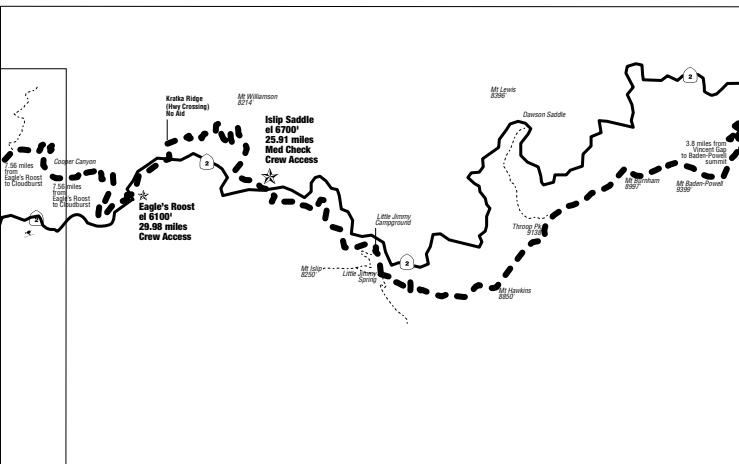 Mt Williamson
8214'
Kratka Ridge
(Hwy Crossing)
No Aid
Islip Saddle
el 6700'
25.91 miles
Med Check
Crew Access
Mt Lewis
8396'
Dawson Saddle
2
2
3.8 miles from
Vincent Gap
to Baden-Powell
summit
7.56 miles
from
Eagle's Roost
to Cloudburst
Cooper Canyon
7.56 miles
from
Eagle's Roost
to Cloudburst
2
Eagle's Roost
el 6100'
29.98 miles
Crew Access
Mt Burnham
8997'
Mt Baden-Powell
9399'
Little Jimmy
Campground
Throop Pk
9138'
2
Mt Islip
8250'
Little Jimmy
Spring
Mt Hawkins
8850'